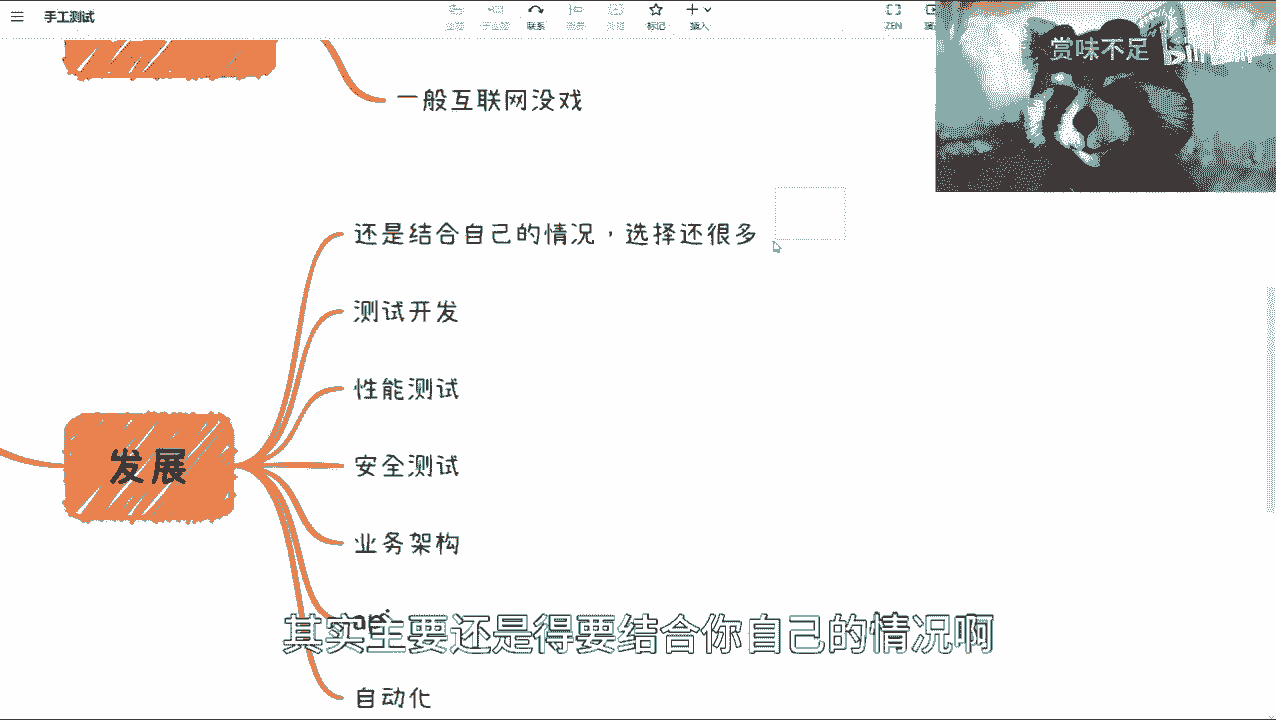 手工测试
联系
标记
插入
ZEN
赏味不足
一般互联网没戏
还是结合自己的情况，选择还很多
测试开发
性能测试
安全测试
发展
业务架构
其实主要还是得要结合你自己的情况啊
自动化